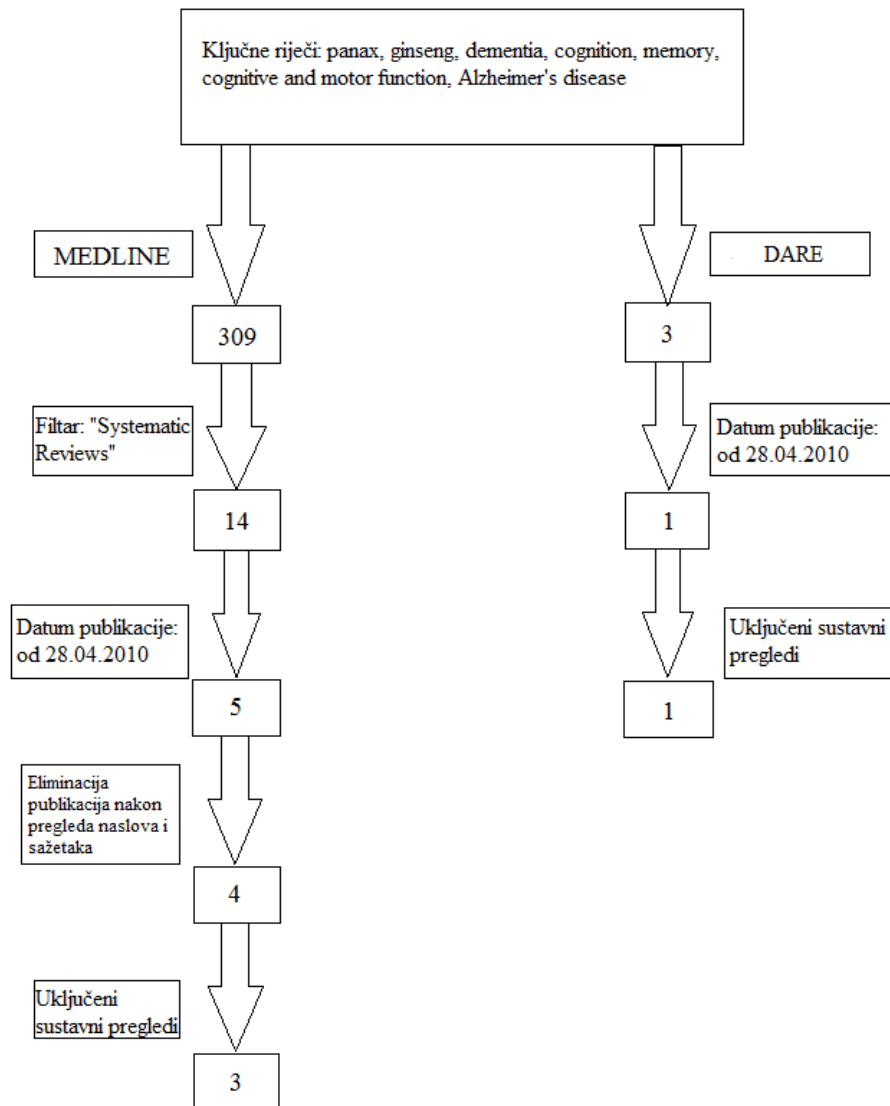 Ključne riječi: panax, ginseng, dementia, cognition, memory,
cognitive and motor function, Alzheimer's disease
MEDLINE
309
Filtar: "Systematic
Reviews"
14
Datum publikacije:
od 28.04.2010
5
Eliminacija
publikacija nakon
pregleda naslova i
sažetaka
4
Uključeni
sustavni pregledi
3
DARE
3
Datum publikacije:
od 28.04.2010
1
Uključeni sustavni
pregledi
1